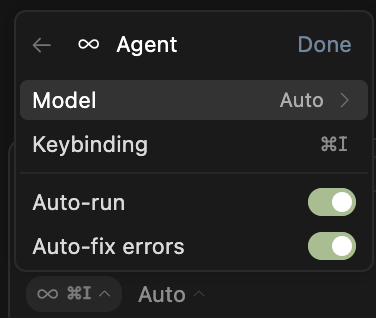 ← ∞ Agent Done
Model Auto >
Keybinding ⌘I
Auto-run
Auto-fix errors
∞ ⌘I ^ Auto ^